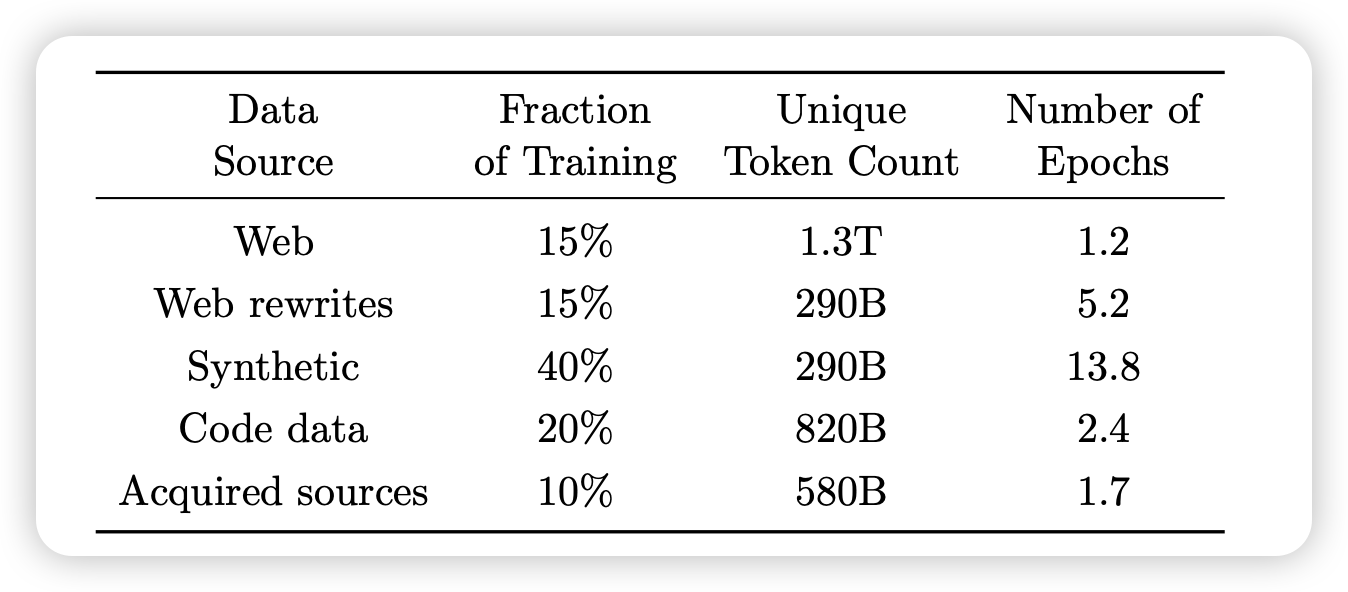 Data Source Fraction of Training Unique Token Count Number of Epochs
Web 15% 1.3T 1.2
Web rewrites 15% 290B 5.2
Synthetic 40% 290B 13.8
Code data 20% 820B 2.4
Acquired sources 10% 580B 1.7